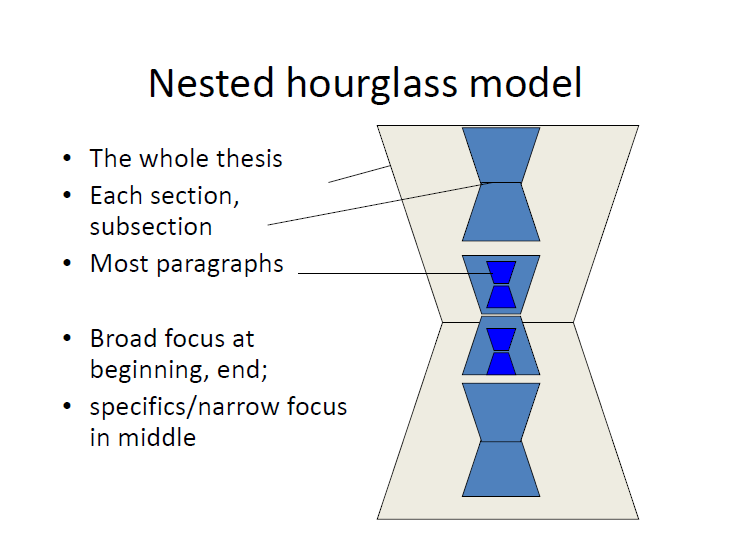 Nested hourglass model
• The whole thesis
• Each section,
subsection
• Most paragraphs
• Broad focus at
beginning, end;
• specifics/narrow focus
in middle